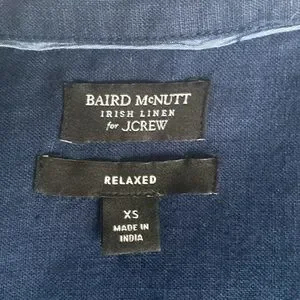 BAIRD McNUTT
IRISH LINEN
for J.CREW
RELAXED
XS
MADE IN
INDIA